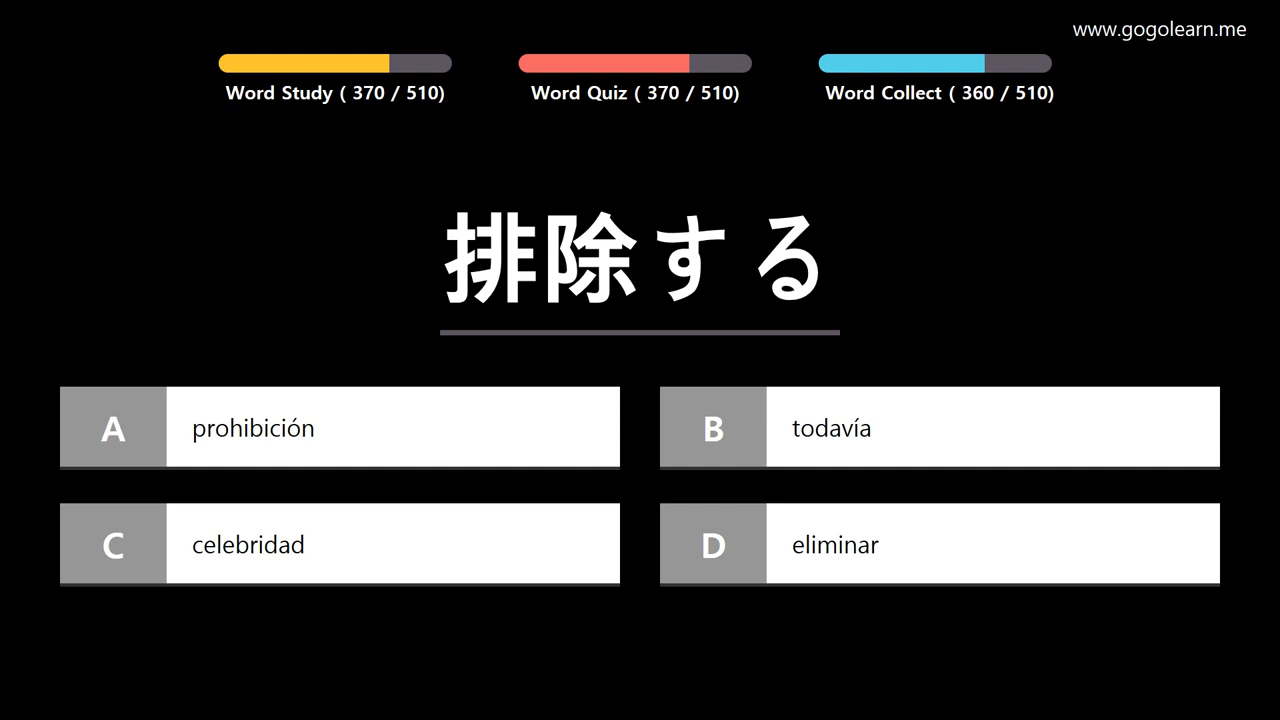 www.gogolearn.me
Word Study ( 370 / 510)
Word Quiz ( 370 / 510)
Word Collect ( 360 / 510)
排除する
A prohibición
B todavía
C celebridad
D eliminar